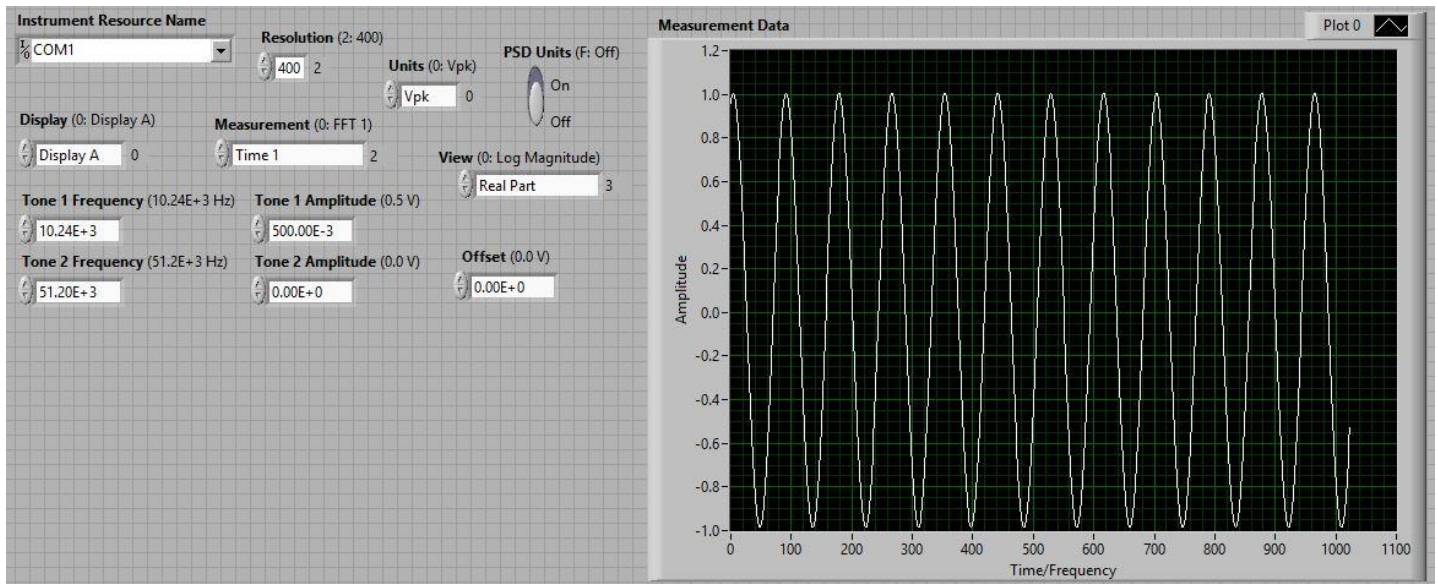 Instrument Resource Name
I/O COM1
Resolution (2: 400)
400 2
Units (0: Vpk)
Vpk 0
PSD Units (F: Off)
On
Off
Display (0: Display A)
Display A 0
Measurement (0: FFT 1)
Time 1 2
View (0: Log Magnitude)
Real Part 3
Tone 1 Frequency (10.24E+3 Hz)
10.24E+3
Tone 1 Amplitude (0.5 V)
500.00E-3
Tone 2 Frequency (51.2E+3 Hz)
51.20E+3
Tone 2 Amplitude (0.0 V)
0.00E+0
Offset (0.0 V)
0.00E+0
Measurement Data
Plot 0
Amplitude
1.2
1.0
0.8
0.6
0.4
0.2
0.0
-0.2
-0.4
-0.6
-0.8
-1.0
0 100 200 300 400 500 600 700 800 900 1000 1100
Time/Frequency